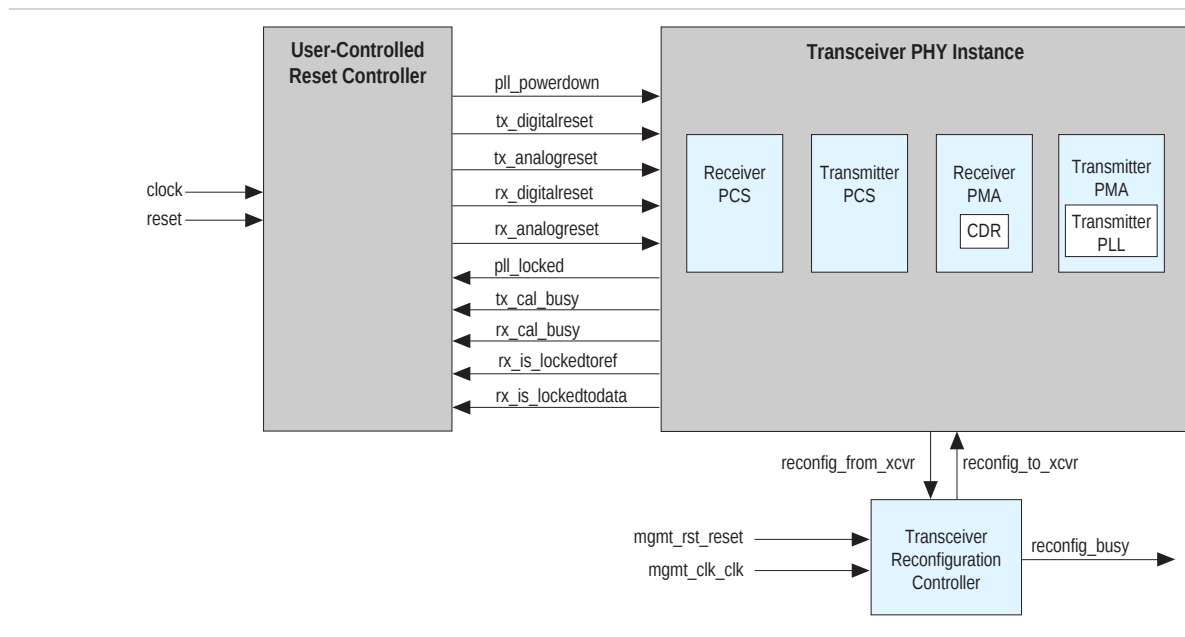 User-Controlled
Reset Controller
Transceiver PHY Instance
pll_powerdown
tx_digitalreset
tx_analogreset
rx_digitalreset
rx_analogreset
pll_locked
tx_cal_busy
rx_cal_busy
rx_is_lockedtoref
rx_is_lockedtodata
clock
reset
Receiver
PCS
Transmitter
PCS
Receiver
PMA
CDR
Transmitter
PMA
Transmitter
PLL
reconfig_from_xcvr
reconfig_to_xcvr
mgmt_rst_reset
mgmt_clk_clk
Transceiver
Reconfiguration
Controller
reconfig_busy